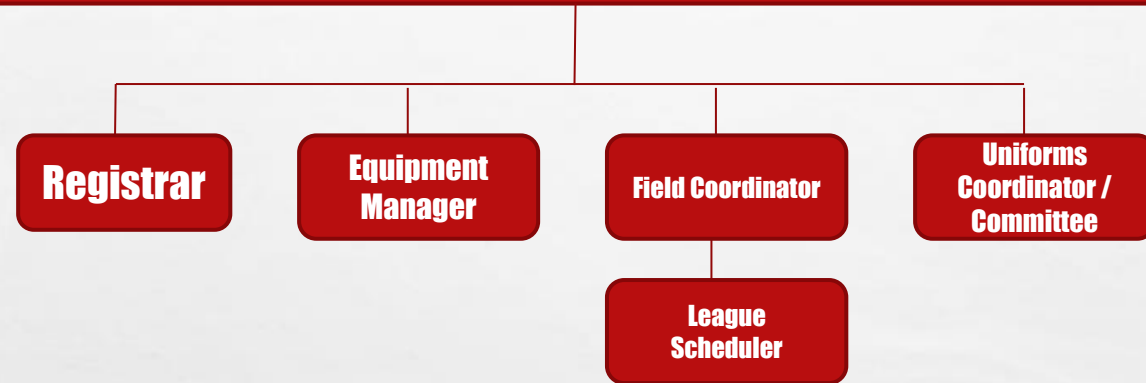 Registrar
Equipment
Manager
Field Coordinator
Uniforms
Coordinator /
Committee
League
Scheduler